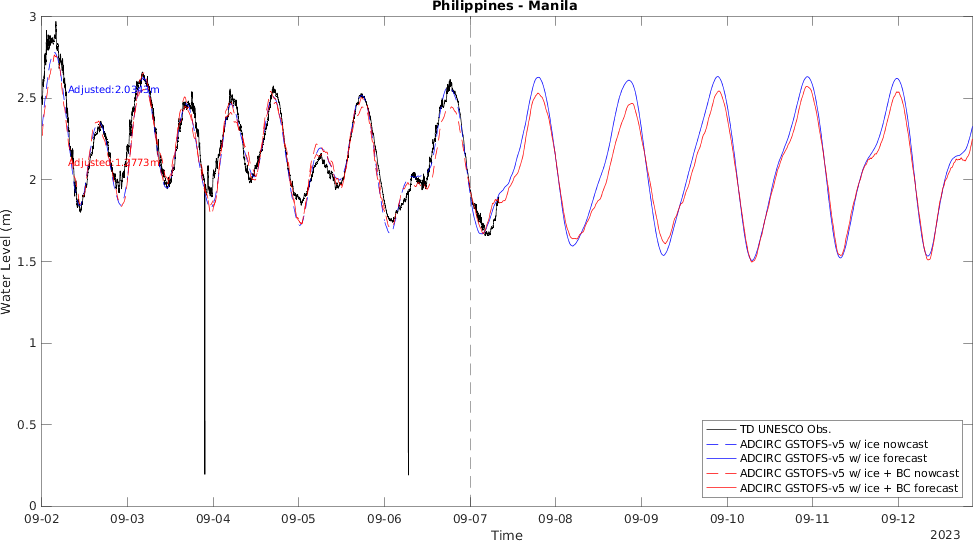 Philippines - Manila
3
2.5
2
1.5
1
0.5
0
Water Level (m)
Adjusted:2.0
Adjusted:1.9773m
09-02
09-03
09-04
09-05
09-06
09-07
09-08
09-09
09-10
09-11
09-12
Time
2023
TD UNESCO Obs.
ADCIRC GSTOFS-v5 w/ ice nowcast
ADCIRC GSTOFS-v5 w/ ice forecast
ADCIRC GSTOFS-v5 w/ ice + BC nowcast
ADCIRC GSTOFS-v5 w/ ice + BC forecast